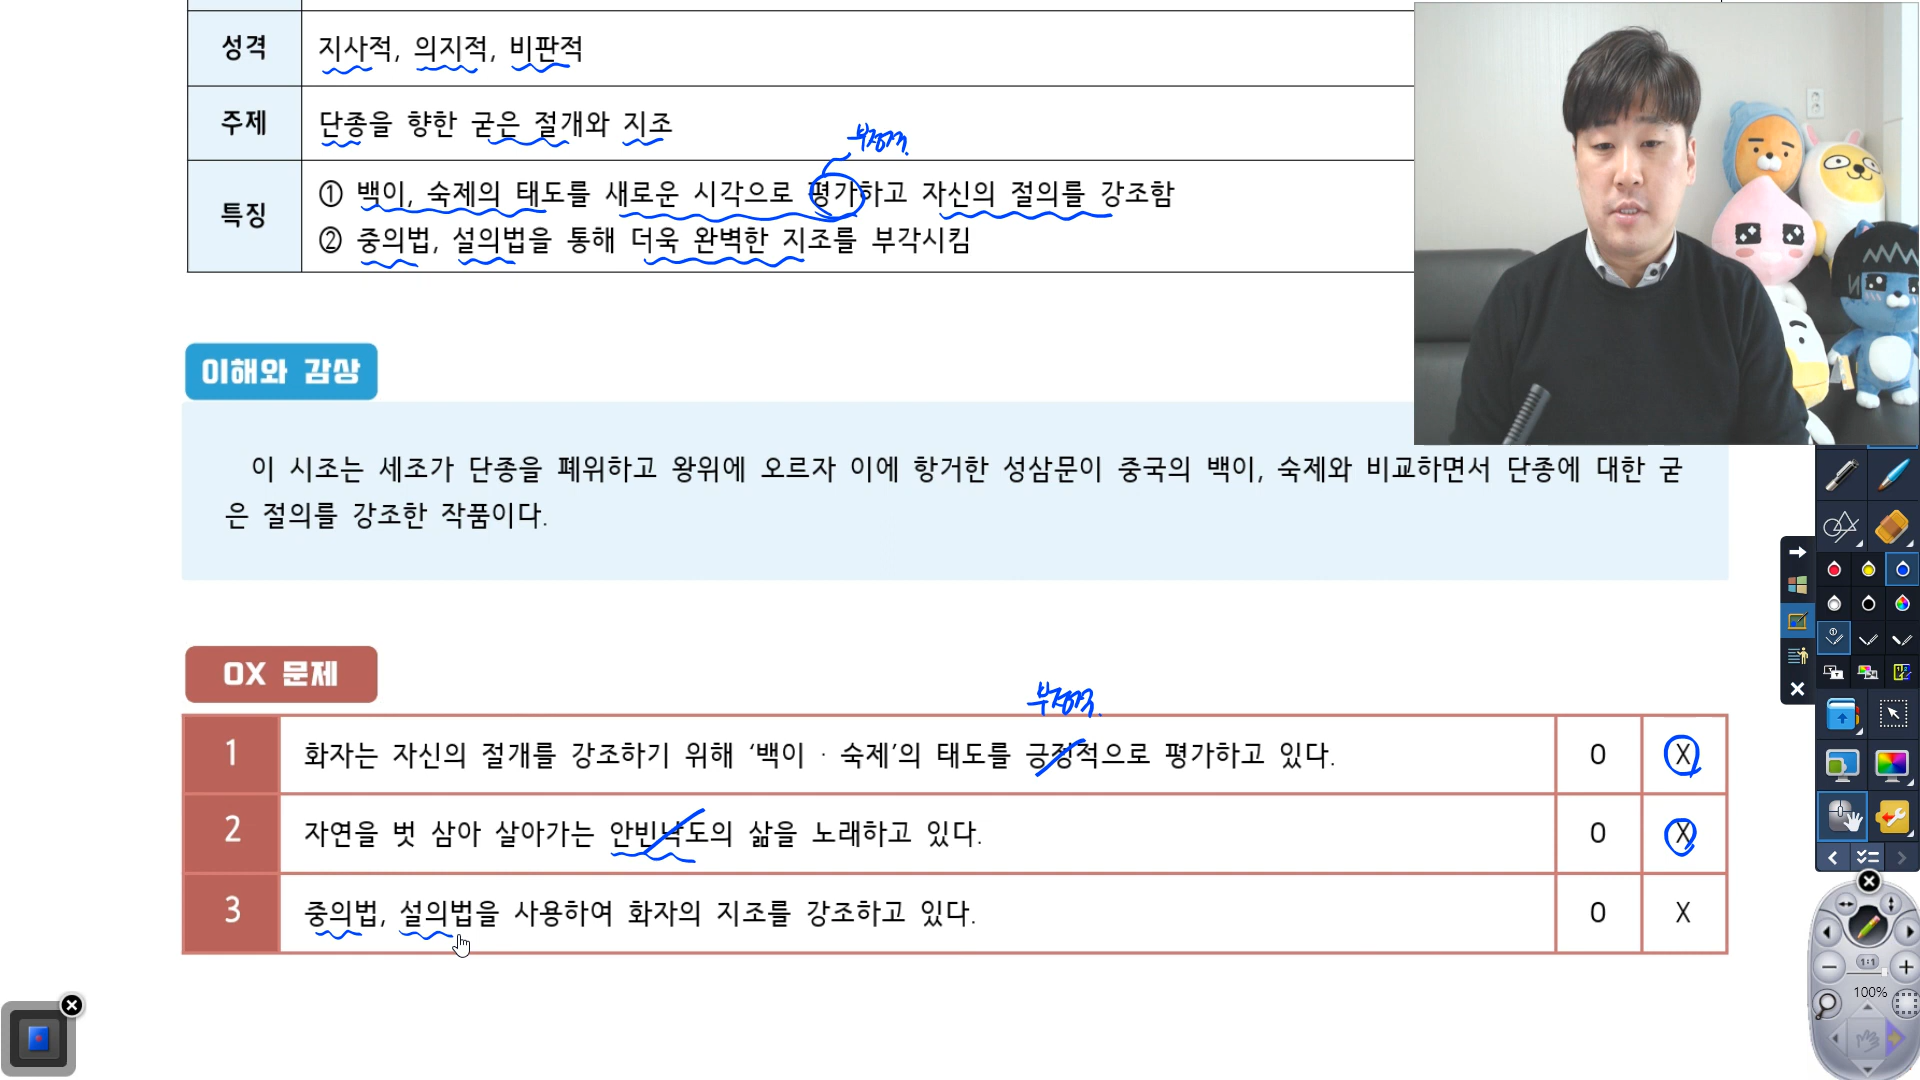 성격 지사적, 의지적, 비판적
주제 단종을 향한 굳은 절개와 지조
부정적.
특징 ① 백이, 숙제의 태도를 새로운 시각으로 평가하고 자신의 절의를 강조함
② 중의법, 설의법을 통해 더욱 완벽한 지조를 부각시킴
이해와 감상
이 시조는 세조가 단종을 폐위하고 왕위에 오르자 이에 항거한 성삼문이 중국의 백이, 숙제와 비교하면서 단종에 대한 굳
은 절의를 강조한 작품이다.
OX 문제
부정적.
1 화자는 자신의 절개를 강조하기 위해 ‘백이 · 숙제’의 태도를 긍정적으로 평가하고 있다. O X
2 자연을 벗 삼아 살아가는 안빈낙도의 삶을 노래하고 있다. O X
3 중의법, 설의법을 사용하여 화자의 지조를 강조하고 있다. O X
1:1
100%